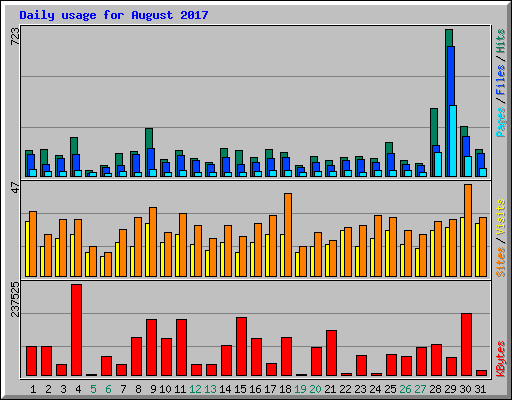 Daily usage for August 2017
723
Pages / Files / Hits
47
Sites / Visits
237525
KBytes
1 2 3 4 5 6 7 8 9 10 11 12 13 14 15 16 17 18 19 20 21 22 23 24 25 26 27 28 29 30 31